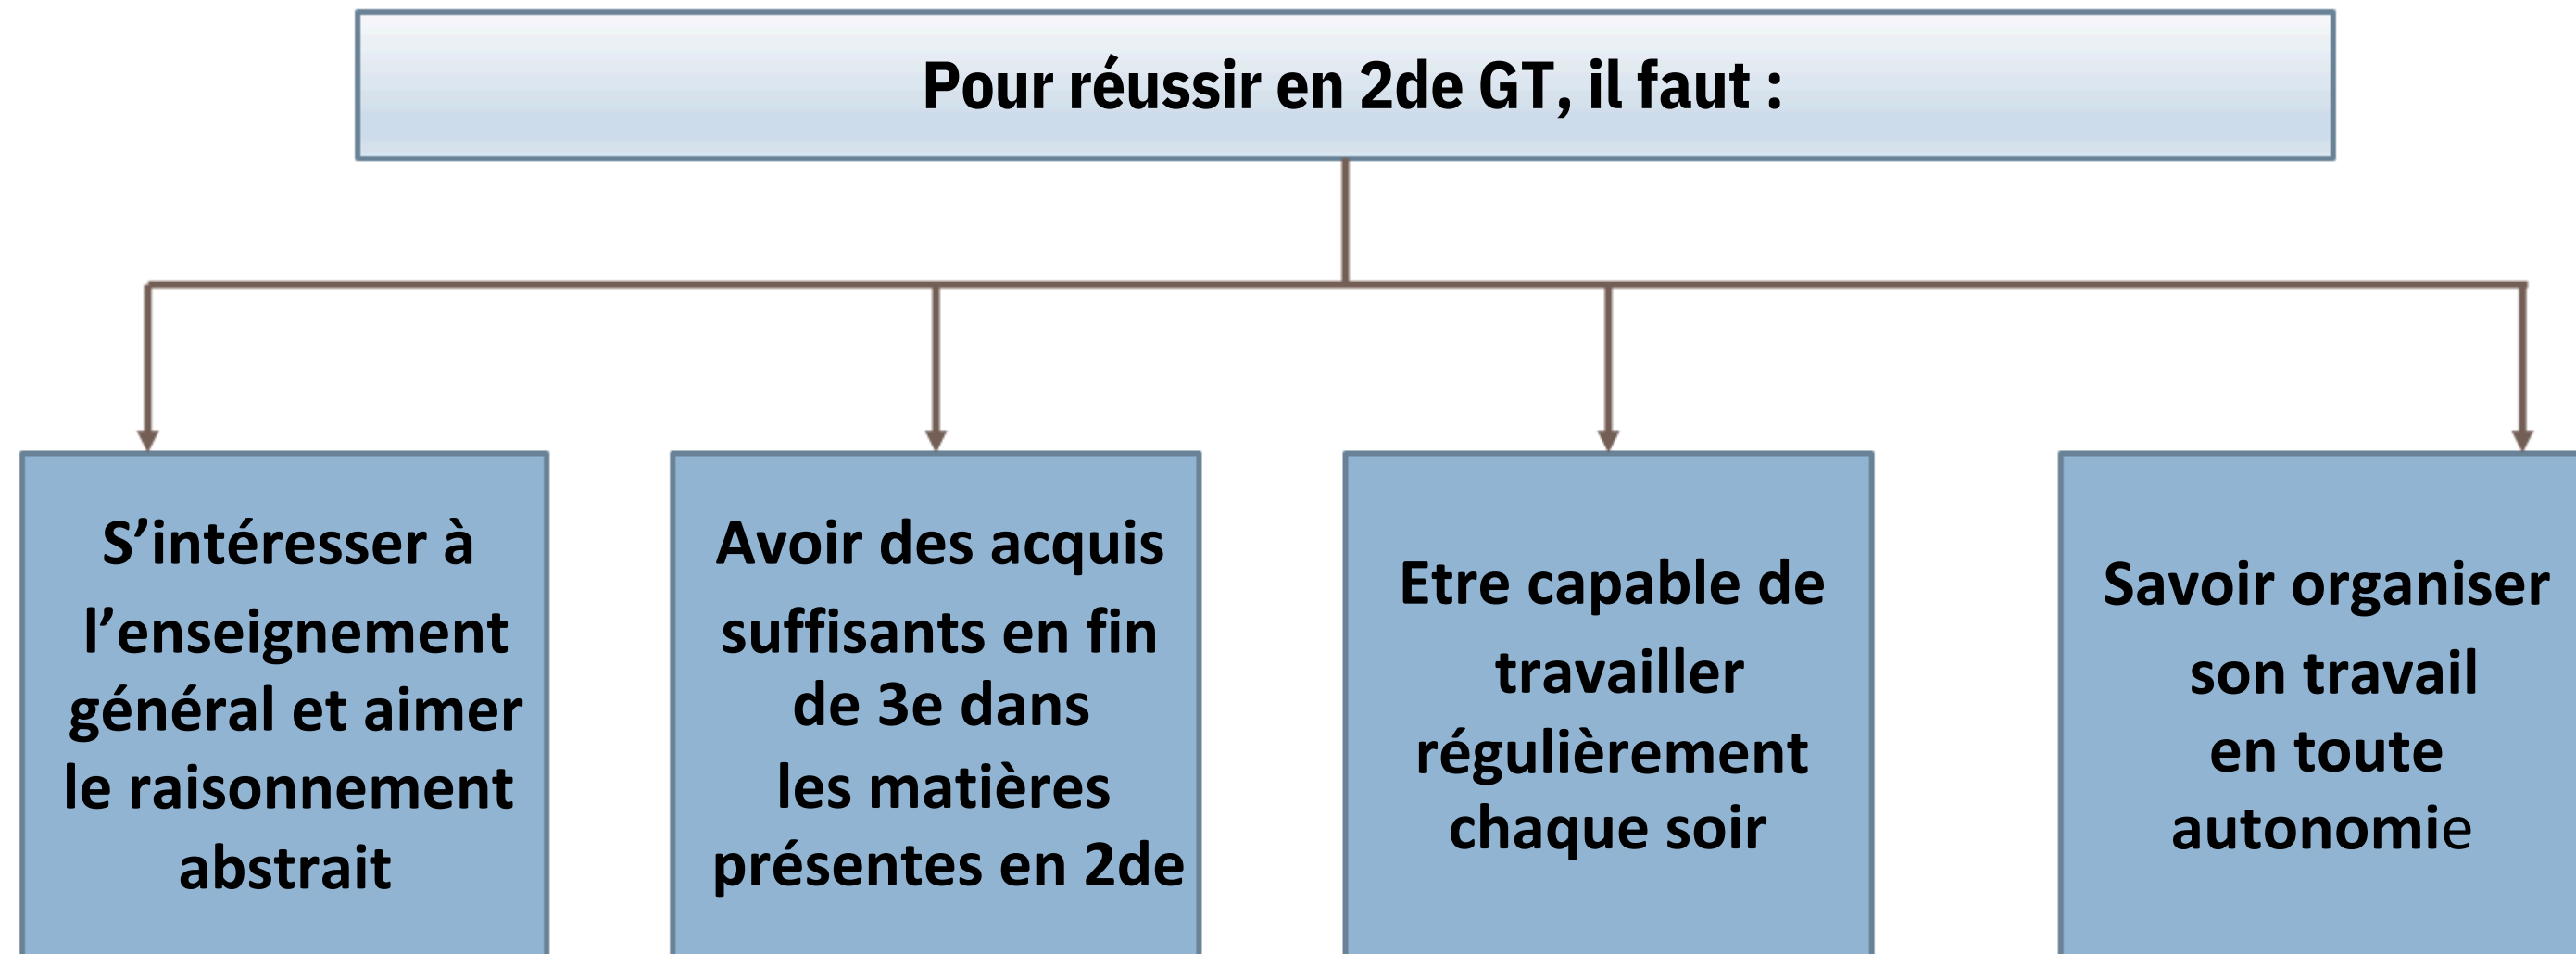 Pour réussir en 2de GT, il faut :
S’intéresser à
l’enseignement
général et aimer
le raisonnement
abstrait
Avoir des acquis
suffisants en fin
de 3e dans
les matières
présentes en 2de
Etre capable de
travailler
régulièrement
chaque soir
Savoir organiser
son travail
en toute
autonomie